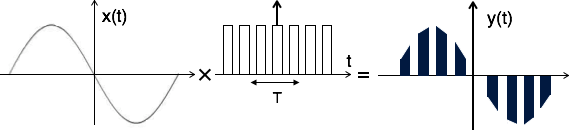 x(t)
×
t
T
=
y(t)